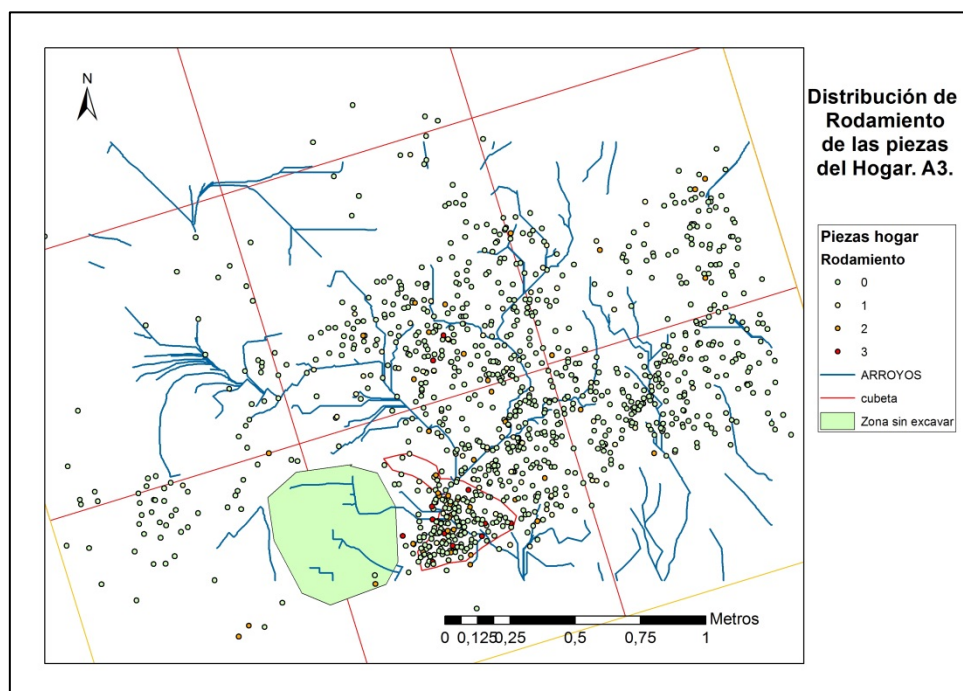 N
Distribución de
Rodamiento
de las piezas
del Hogar. A3.
Piezas hogar
Rodamiento
0
1
2
3
ARROYOS
cubeta
Zona sin excavar
Metros
0 0,125 0,25 0,5 0,75 1